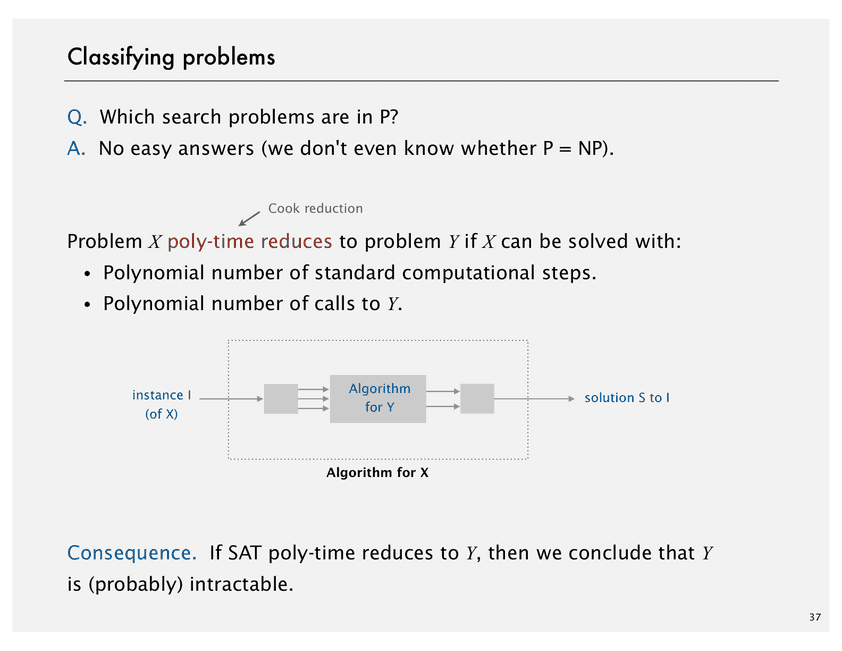 Classifying problems
Q. Which search problems are in P?
A. No easy answers (we don't even know whether P = NP).
Cook reduction
Problem X poly-time reduces to problem Y if X can be solved with:
• Polynomial number of standard computational steps.
• Polynomial number of calls to Y.
instance I
(of X)
Algorithm
for Y
solution S to I
Algorithm for X
Consequence. If SAT poly-time reduces to Y, then we conclude that Y
is (probably) intractable.
37